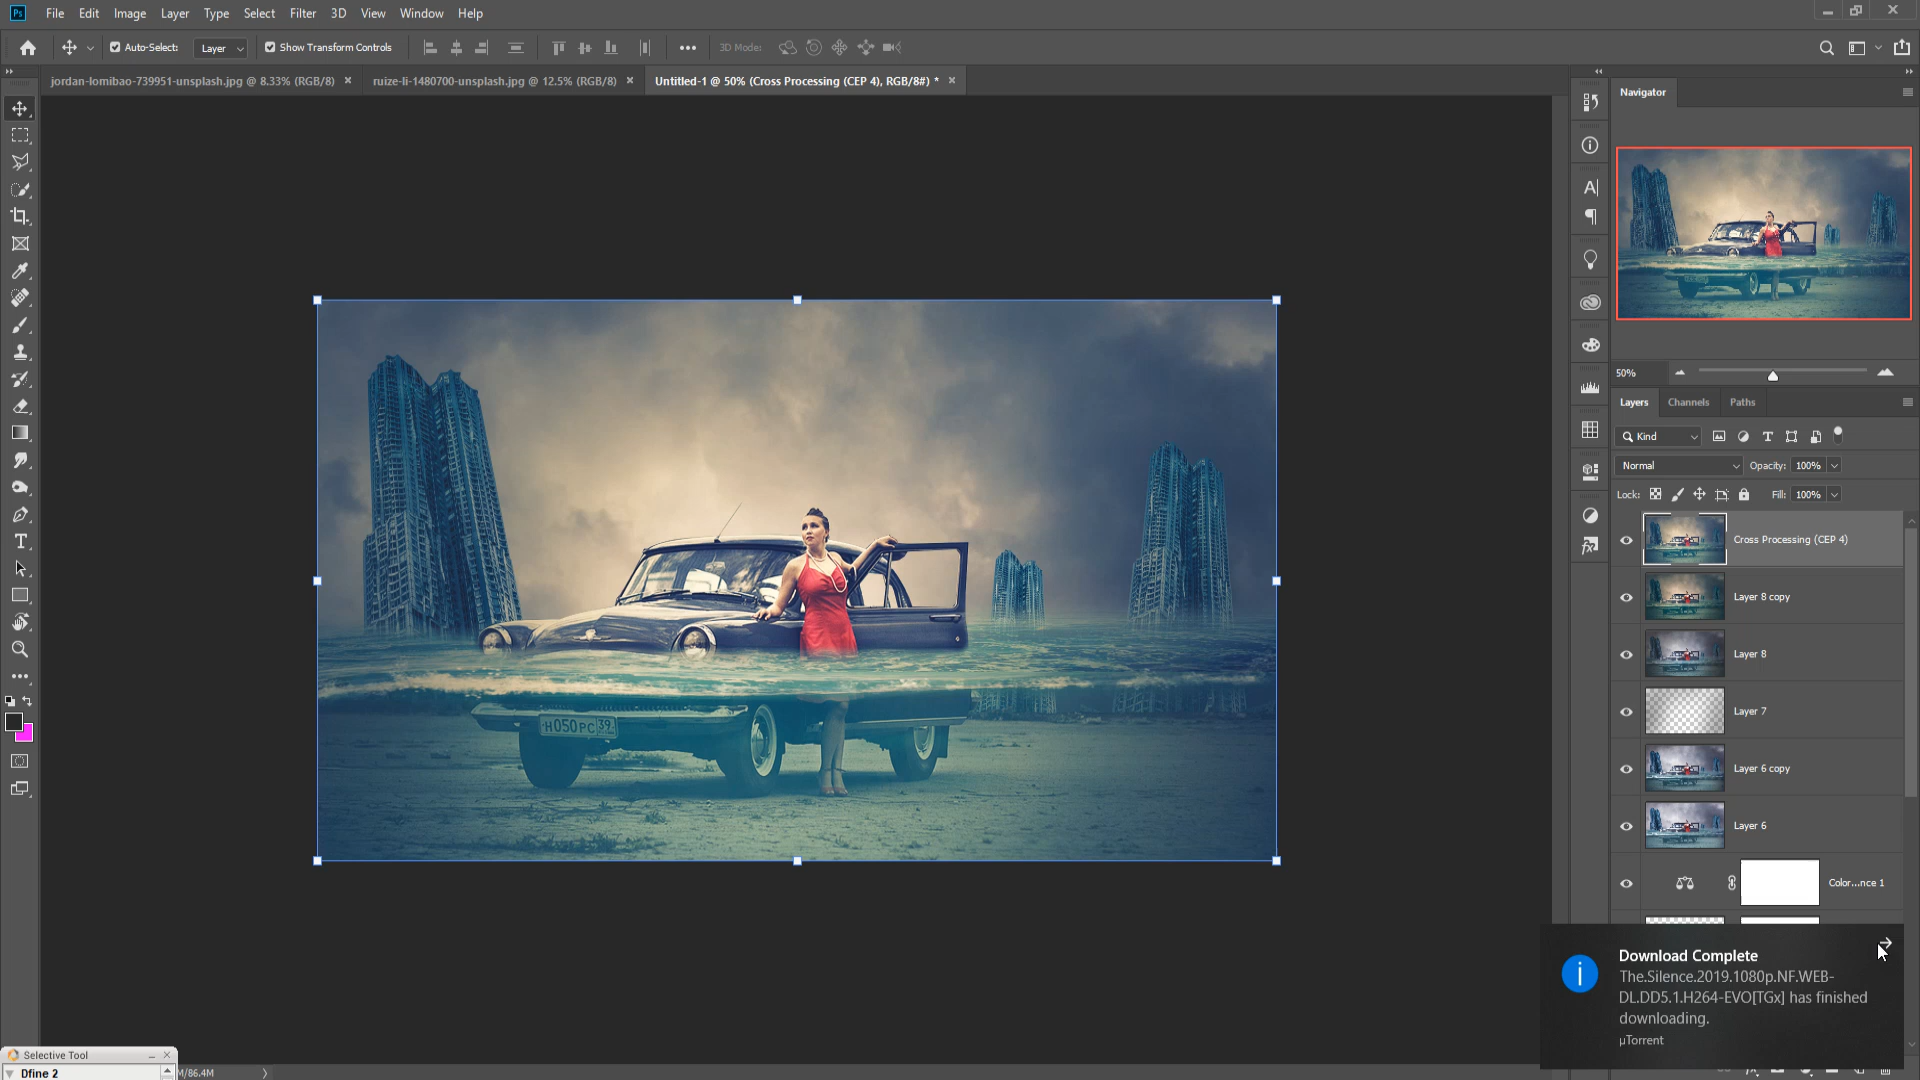 Ps File Edit Image Layer Type Select Filter 3D View Window Help
Auto-Select: Layer Show Transform Controls 3D Mode:
jordan-lomibao-739951-unsplash.jpg @ 8.33% (RGB/8) × ruize-li-1480700-unsplash.jpg @ 12.5% (RGB/8) × Untitled-1 @ 50% (Cross Processing (CEP 4), RGB/8#) * ×
Navigator
50%
Layers Channels Paths
Kind
Normal Opacity: 100%
Lock: Fill: 100%
Cross Processing (CEP 4)
Layer 8 copy
Layer 8
Layer 7
Layer 6 copy
Layer 6
Color...nce 1
Н050РС 39
Download Complete
The.Silence.2019.1080p.NF.WEB-
DL.DD5.1.H264-EVO[TGx] has finished
downloading.
µTorrent
Selective Tool
Dfine 2
M/86.4M